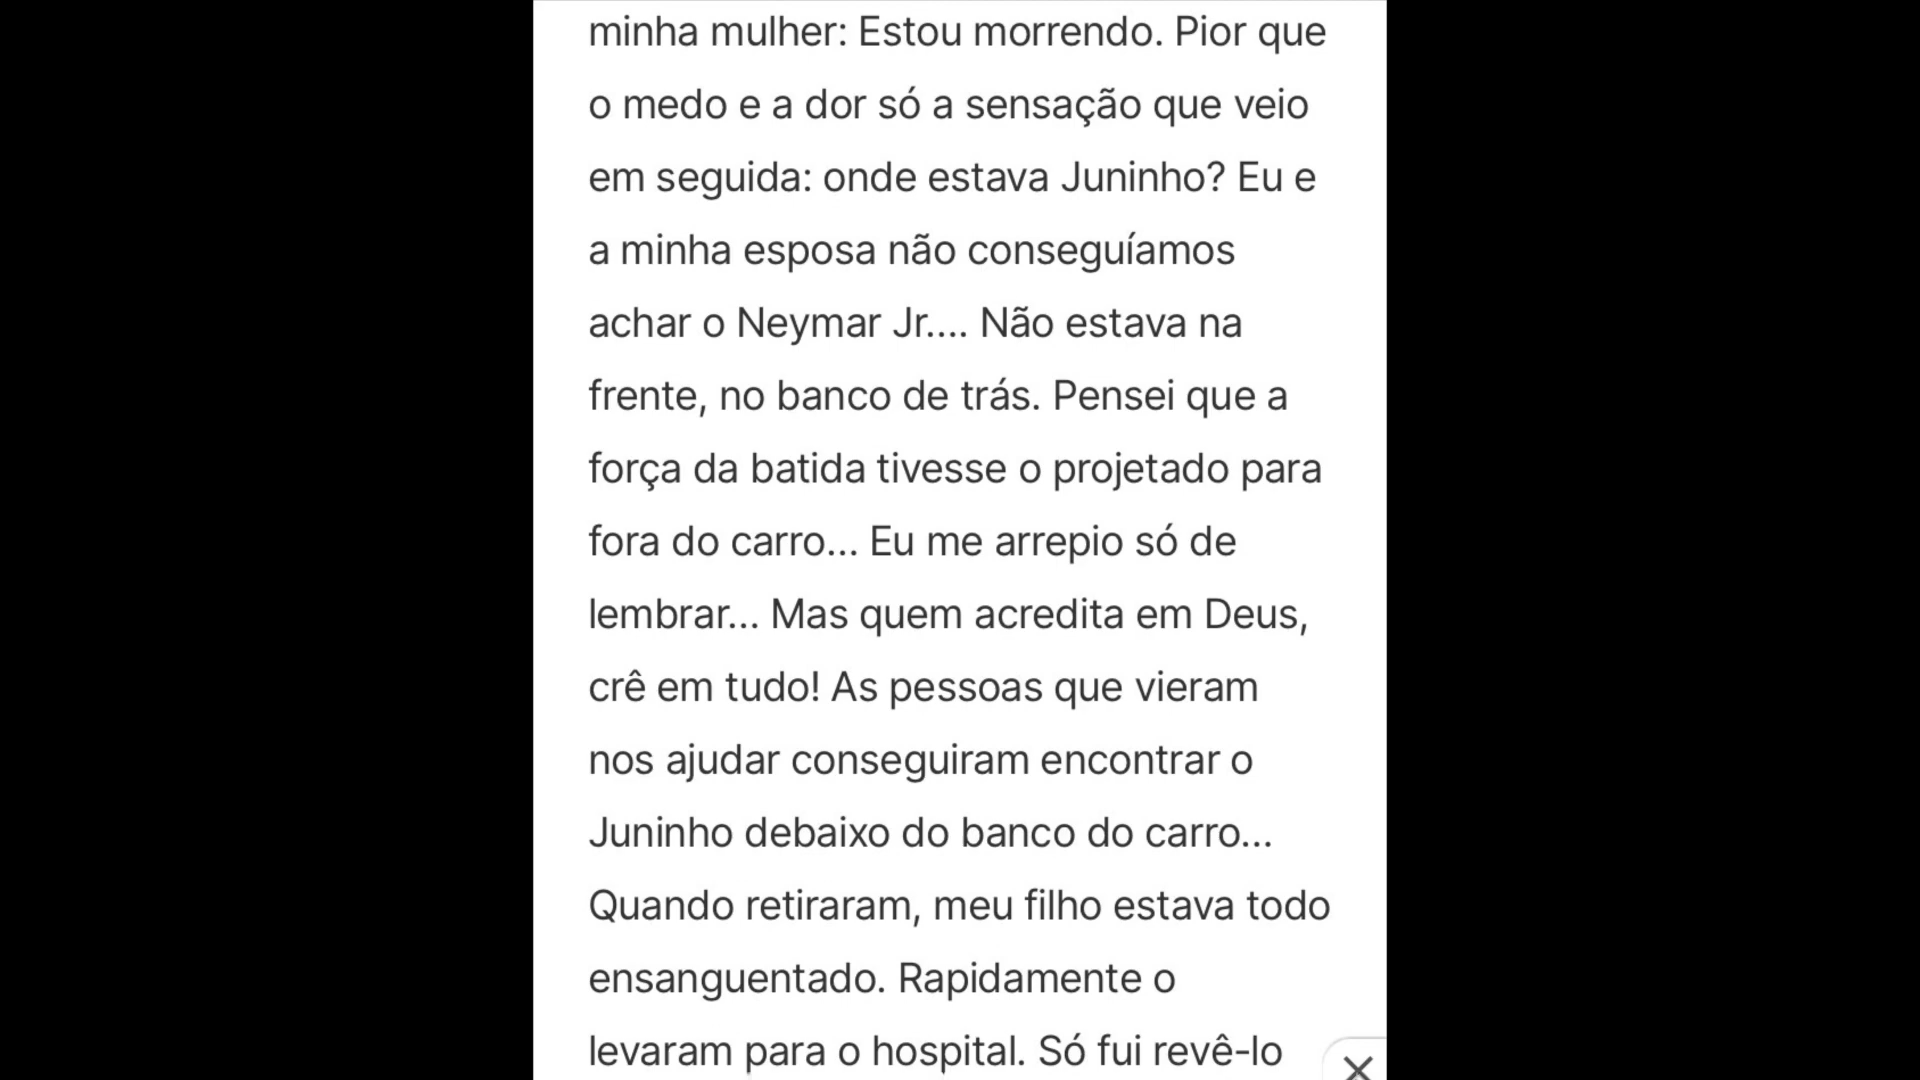 minha mulher: Estou morrendo. Pior que
o medo e a dor só a sensação que veio
em seguida: onde estava Juninho? Eu e
a minha esposa não conseguíamos
achar o Neymar Jr.... Não estava na
frente, no banco de trás. Pensei que a
força da batida tivesse o projetado para
fora do carro... Eu me arrepio só de
lembrar... Mas quem acredita em Deus,
crê em tudo! As pessoas que vieram
nos ajudar conseguiram encontrar o
Juninho debaixo do banco do carro...
Quando retiraram, meu filho estava todo
ensanguentado. Rapidamente o
levaram para o hospital. Só fui revê-lo